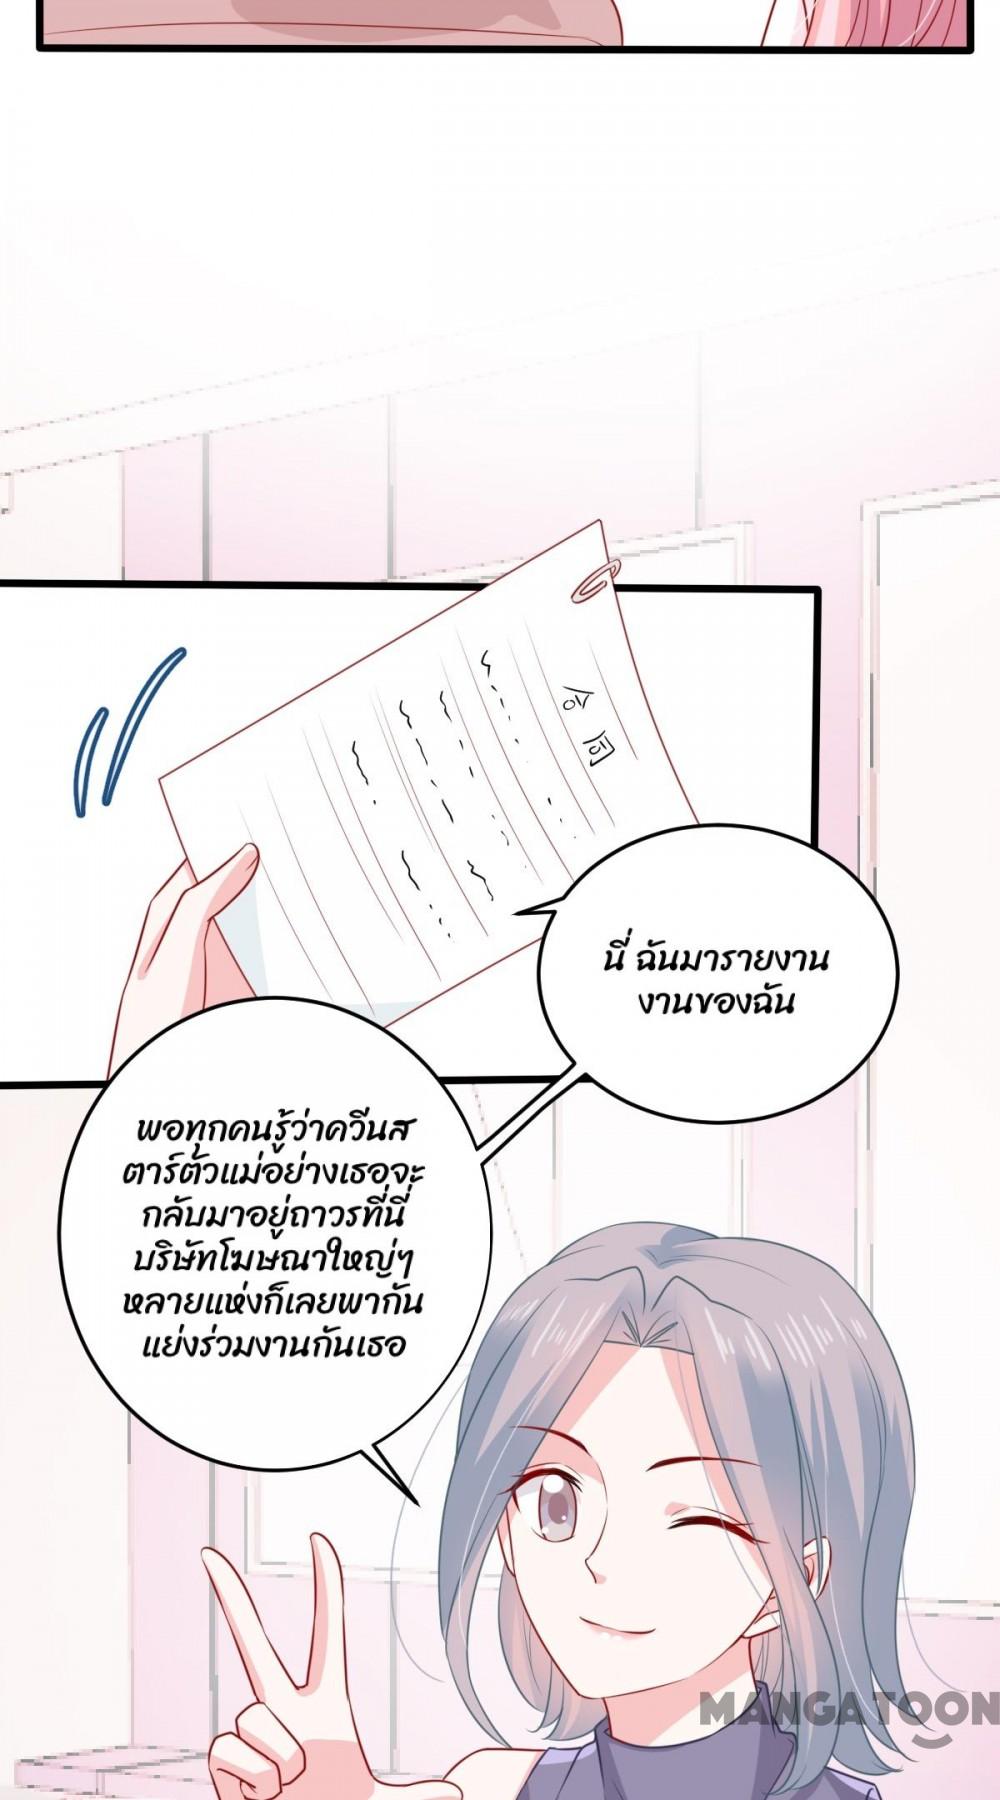 合同
นี่ ฉันมารายงาน
งานของฉัน
พอทุกคนรู้ว่าควีนส
ตาร์ตัวแม่อย่างเธอจะ
กลับมาอยู่ถาวรที่นี่
บริษัทโฆษณาใหญ่ๆ
หลายแห่งก็เลยพากัน
แย่งร่วมงานกันเธอ
MANGATOON